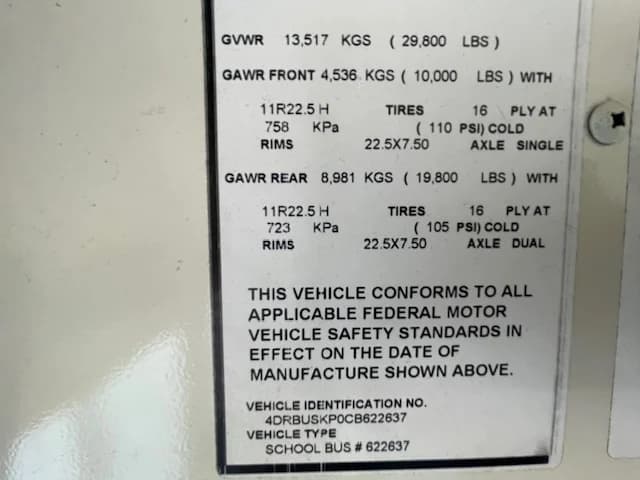 GVWR 13,517 KGS ( 29,800 LBS )
GAWR FRONT 4,536 KGS ( 10,000 LBS ) WITH
11R22.5 H TIRES 16 PLY AT
758 KPa ( 110 PSI) COLD
RIMS 22.5X7.50 AXLE SINGLE
GAWR REAR 8,981 KGS ( 19,800 LBS ) WITH
11R22.5 H TIRES 16 PLY AT
723 KPa ( 105 PSI) COLD
RIMS 22.5X7.50 AXLE DUAL
THIS VEHICLE CONFORMS TO ALL
APPLICABLE FEDERAL MOTOR
VEHICLE SAFETY STANDARDS IN
EFFECT ON THE DATE OF
MANUFACTURE SHOWN ABOVE.
VEHICLE IDENTIFICATION NO.
4DRBUSKP0CB622637
VEHICLE TYPE
SCHOOL BUS # 622637